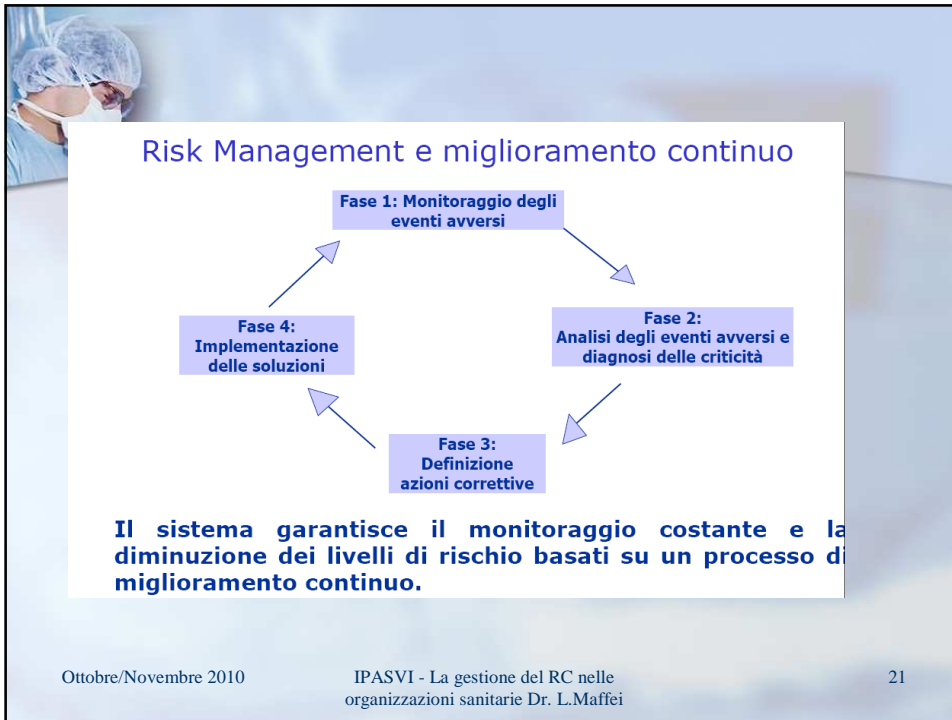 Risk Management e miglioramento continuo
Fase 1: Monitoraggio degli
eventi avversi
Fase 2:
Analisi degli eventi avversi e
diagnosi delle criticità
Fase 3:
Definizione
azioni correttive
Fase 4:
Implementazione
delle soluzioni
Il sistema garantisce il monitoraggio costante e la
diminuzione dei livelli di rischio basati su un processo di
miglioramento continuo.
Ottobre/Novembre 2010
IPASVI - La gestione del RC nelle
organizzazioni sanitarie Dr. L.Maffei
21